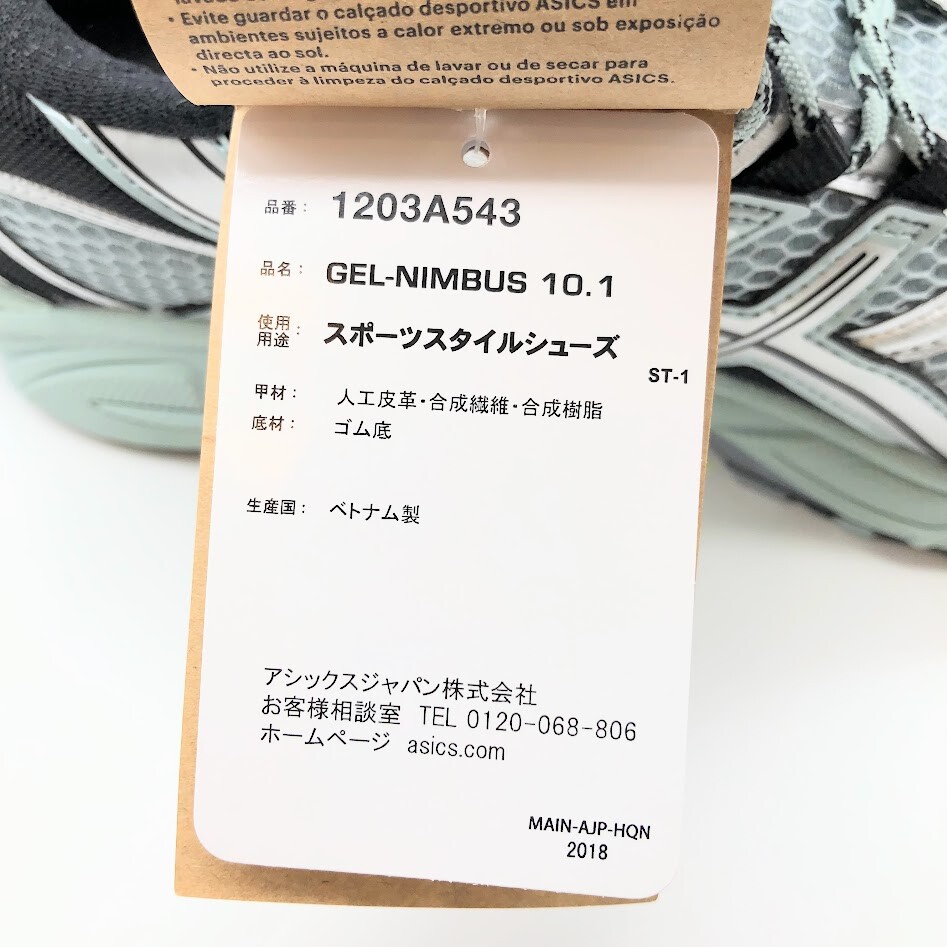 • Evite guardar o calçado desportivo ASICS em
ambientes sujeitos a calor extremo ou sob exposição
directa ao sol.
• Não utilize a máquina de lavar ou de secar para
proceder à limpeza do calçado desportivo ASICS.
品番： 1203A543
品名： GEL-NIMBUS 10.1
使用
用途： スポーツスタイルシューズ
ST-1
甲材： 人工皮革・合成繊維・合成樹脂
底材： ゴム底
生産国： ベトナム製
アシックスジャパン株式会社
お客様相談室 TEL 0120-068-806
ホームページ asics.com
MAIN-AJP-HQN
2018